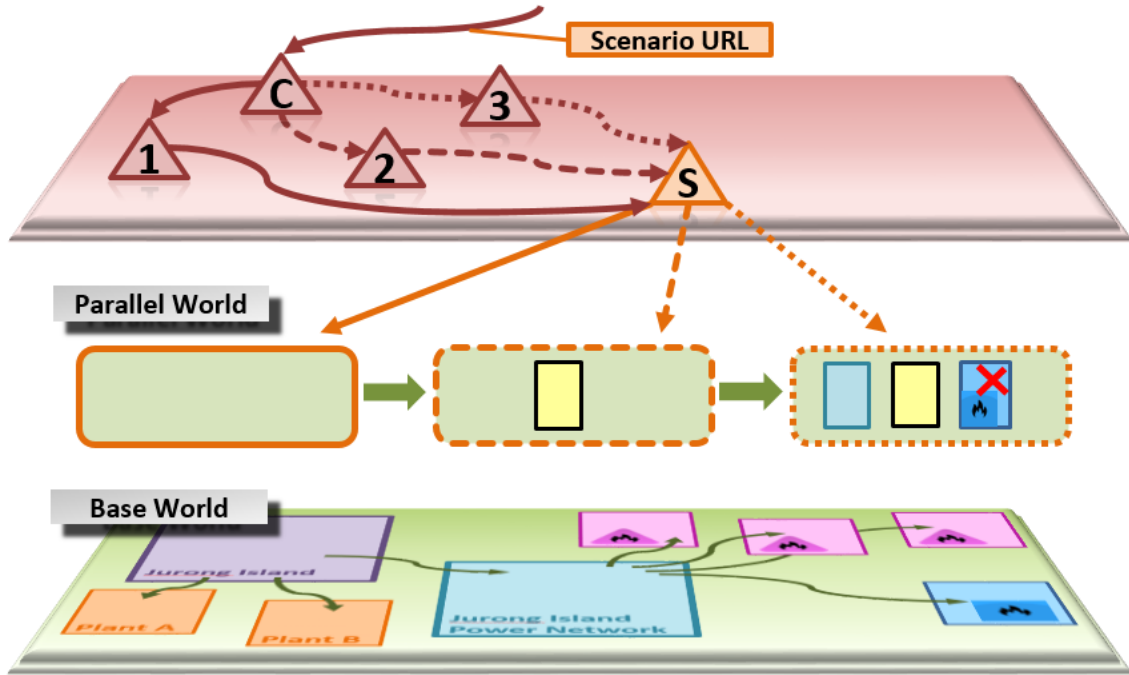 Scenario URL
C
3
1
2
S
Parallel World
Base World
Jurong Island
Plant A
Plant B
Jurong Island
Power Network